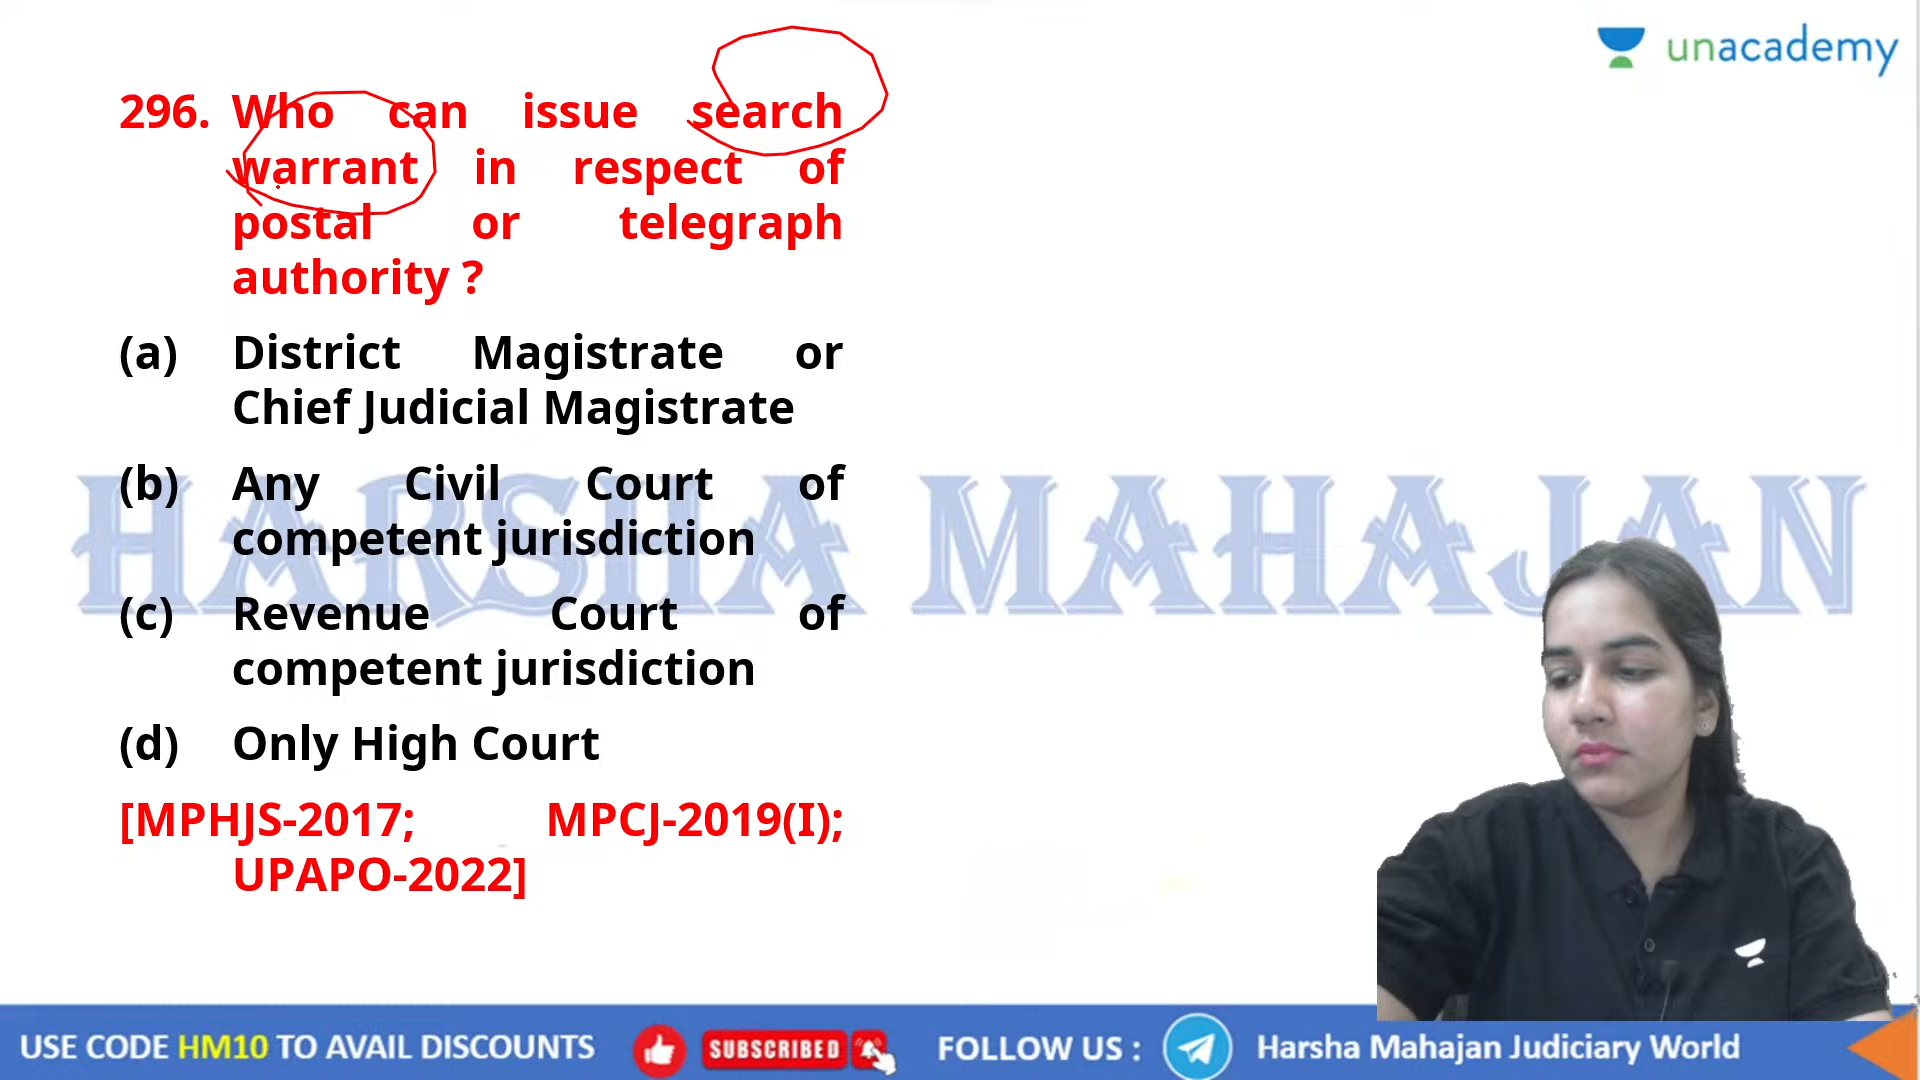 unacademy
296. Who can issue search
warrant in respect of
postal or telegraph
authority ?
(a) District Magistrate or
Chief Judicial Magistrate
(b) Any Civil Court of
competent jurisdiction
HARSHA MAHAJAN
(c) Revenue Court of
competent jurisdiction
(d) Only High Court
[MPHJS-2017; MPCJ-2019(I);
UPAPO-2022]
USE CODE HM10 TO AVAIL DISCOUNTS SUBSCRIBED FOLLOW US : Harsha Mahajan Judiciary World